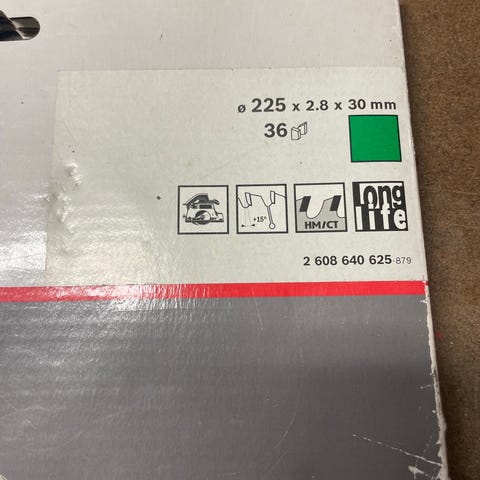 ø 225 x 2.8 x 30 mm
36
+15°
HM/CT
long
life
2 608 640 625-879